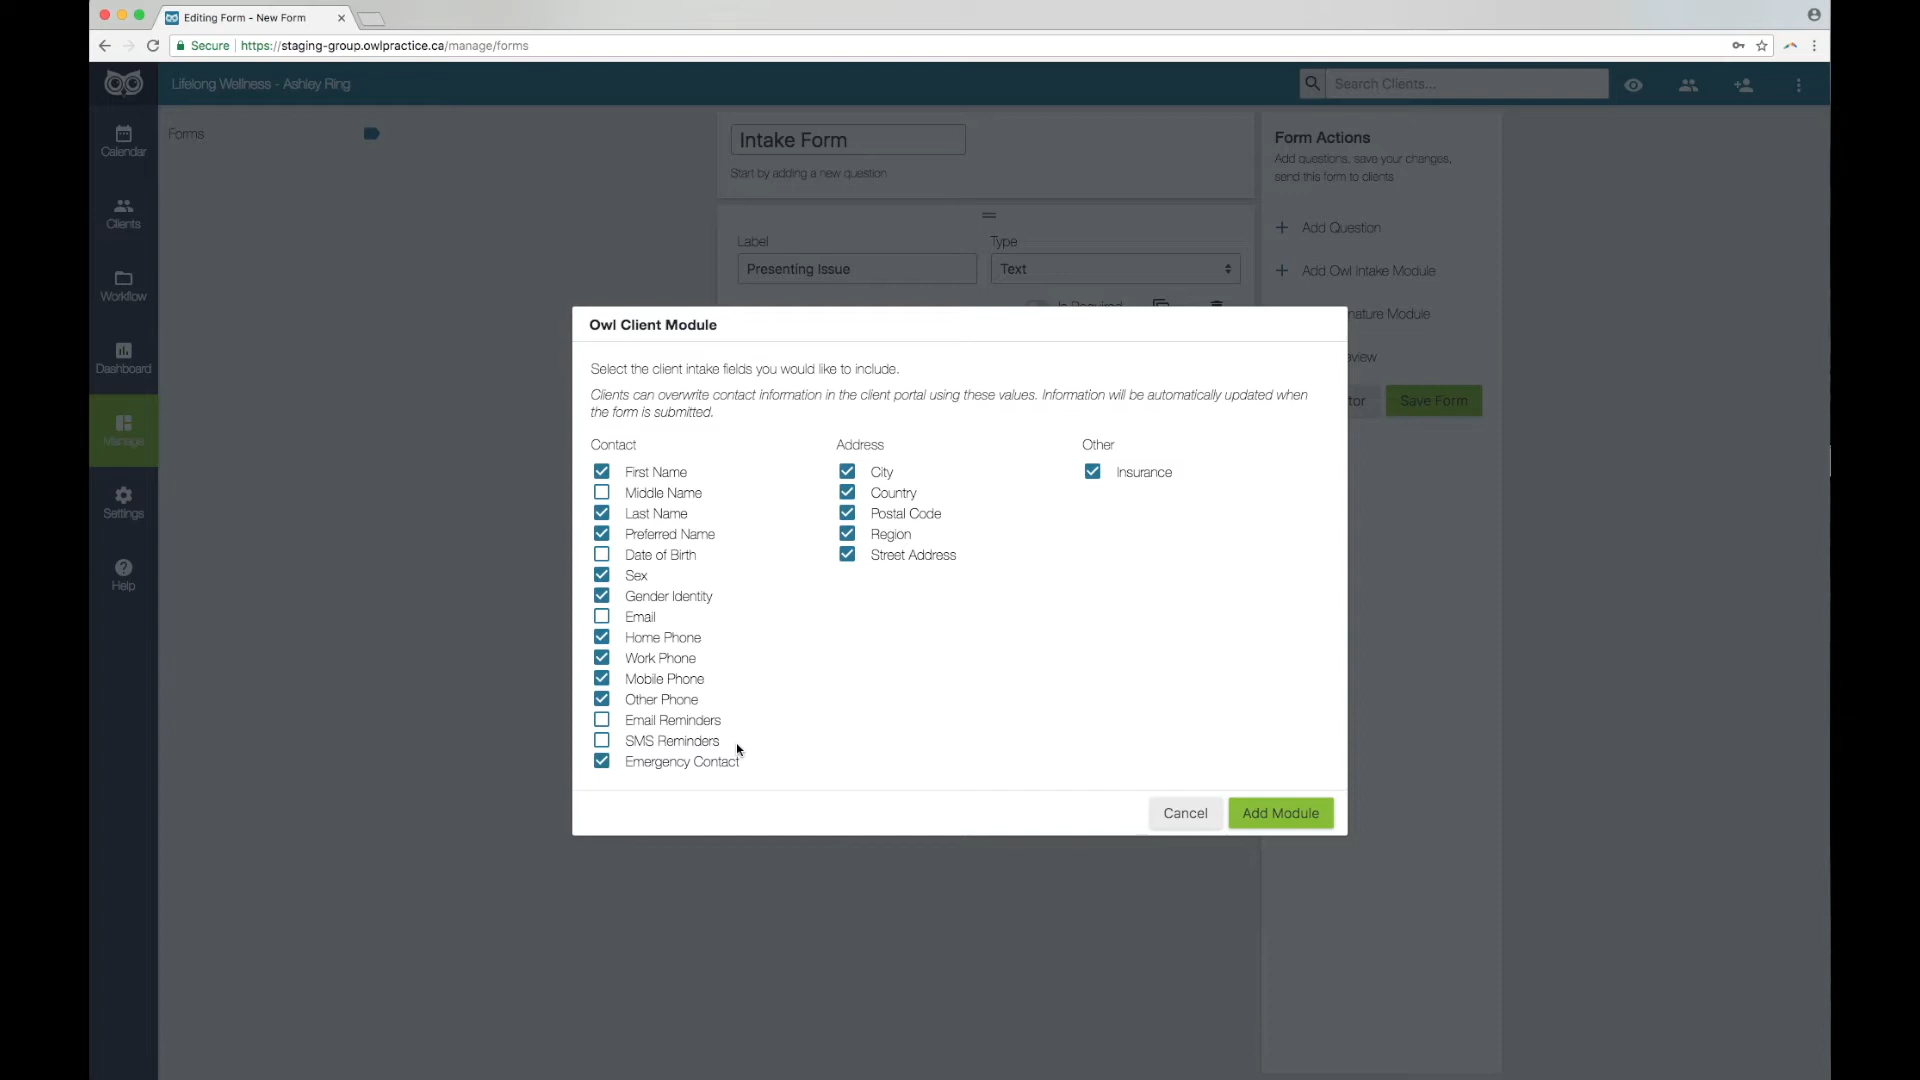 Editing Form - New Form
Secure | https://staging-group.owlpractice.ca/manage/forms
Lifelong Wellness - Ashley Ring
Search Clients...
Calendar
Clients
Workflow
Dashboard
Manage
Settings
Help
Forms
Intake Form
Start by adding a new question
Label
Type
Presenting Issue
Text
Is Required
Form Actions
Add questions, save your changes,
send this form to clients
Add Question
Add Owl Intake Module
nature Module
eview
tor
Save Form
Owl Client Module
Select the client intake fields you would like to include.
Clients can overwrite contact information in the client portal using these values. Information will be automatically updated when
the form is submitted.
Contact
First Name
Middle Name
Last Name
Preferred Name
Date of Birth
Sex
Gender Identity
Email
Home Phone
Work Phone
Mobile Phone
Other Phone
Email Reminders
SMS Reminders
Emergency Contact
Address
City
Country
Postal Code
Region
Street Address
Other
Insurance
Cancel
Add Module